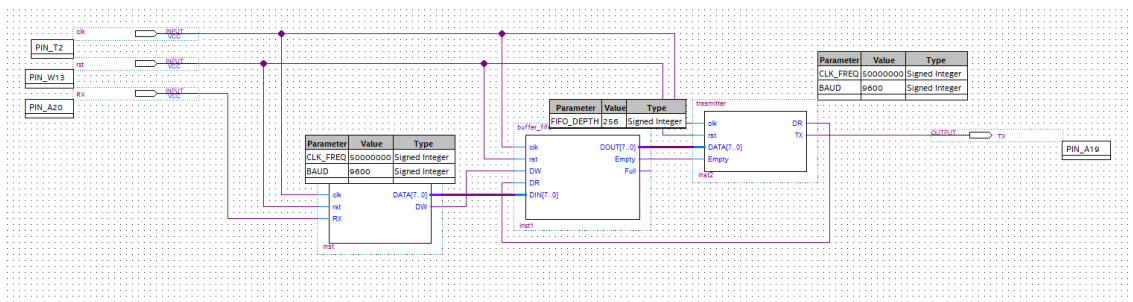 clk
INPUT
VCC
PIN_T2
rst
INPUT
VCC
PIN_W13
RX
INPUT
VCC
PIN_A20
Parameter Value Type
CLK_FREQ 50000000 Signed Integer
BAUD 9600 Signed Integer
clk DATA[7..0]
rst DW
RX
inst
Parameter Value Type
FIFO_DEPTH 256 Signed Integer
buffer_fifo
clk DOUT[7..0]
rst Empty
DW Full
DR
DIN[7..0]
inst1
Parameter Value Type
CLK_FREQ 50000000 Signed Integer
BAUD 9600 Signed Integer
trasmitter
clk DR
rst TX
DATA[7..0]
Empty
inst2
OUTPUT TX
PIN_A19